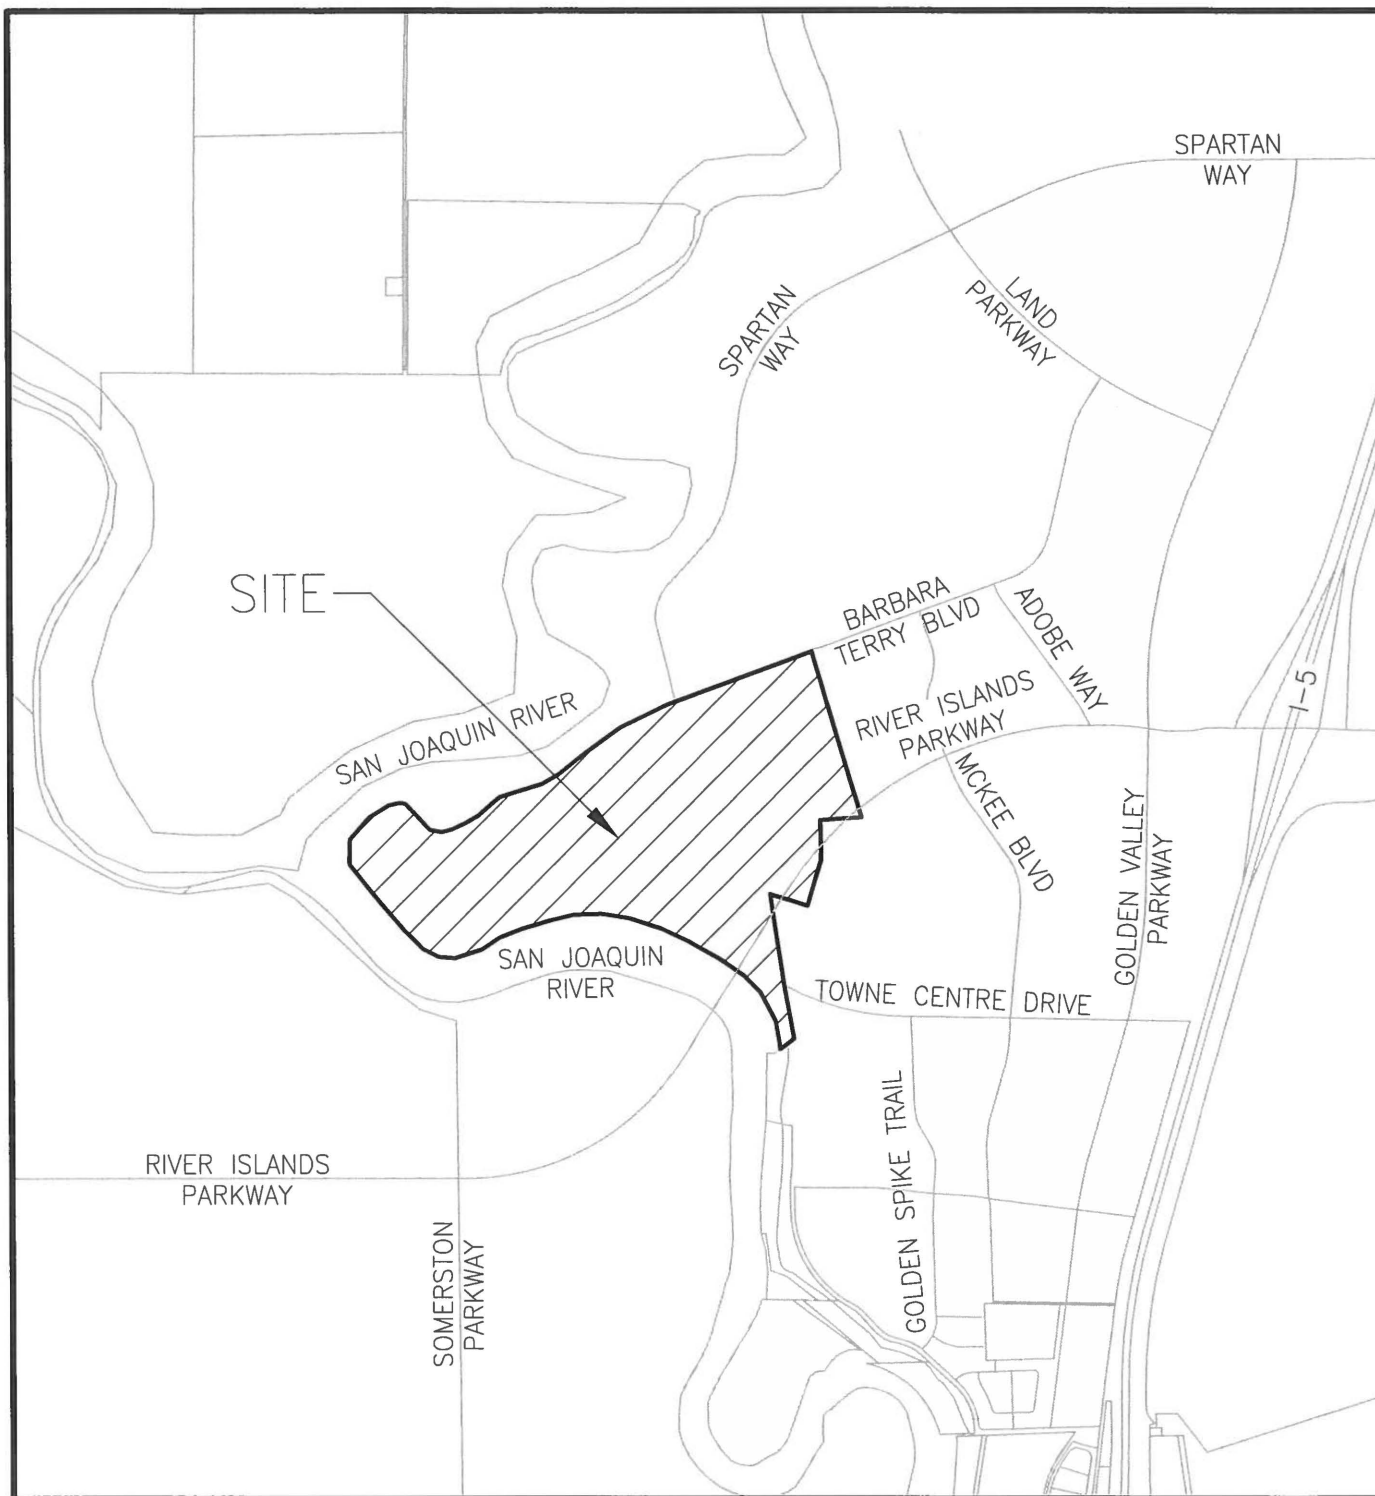 SPARTAN
WAY
LAND
PARKWAY
SPARTAN
WAY
SITE
BARBARA
TERRY BLVD
ADOBE WAY
RIVER ISLANDS
PARKWAY
I-5
SAN JOAQUIN RIVER
MCKEE BLVD
GOLDEN VALLEY
PARKWAY
SAN JOAQUIN
RIVER
TOWNE CENTRE DRIVE
GOLDEN SPIKE TRAIL
RIVER ISLANDS
PARKWAY
SOMERSTON
PARKWAY